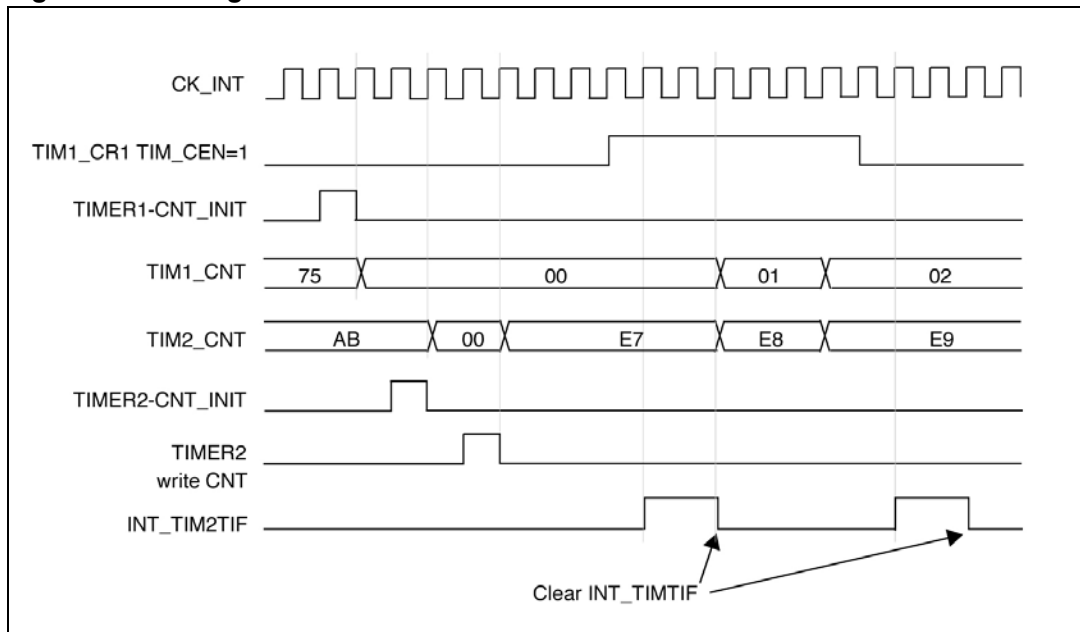 CK_INT
TIM1_CR1 TIM_CEN=1
TIMER1-CNT_INIT
TIM1_CNT 75 00 01 02
TIM2_CNT AB 00 E7 E8 E9
TIMER2-CNT_INIT
TIMER2
write CNT
INT_TIM2TIF
Clear INT_TIMTIF